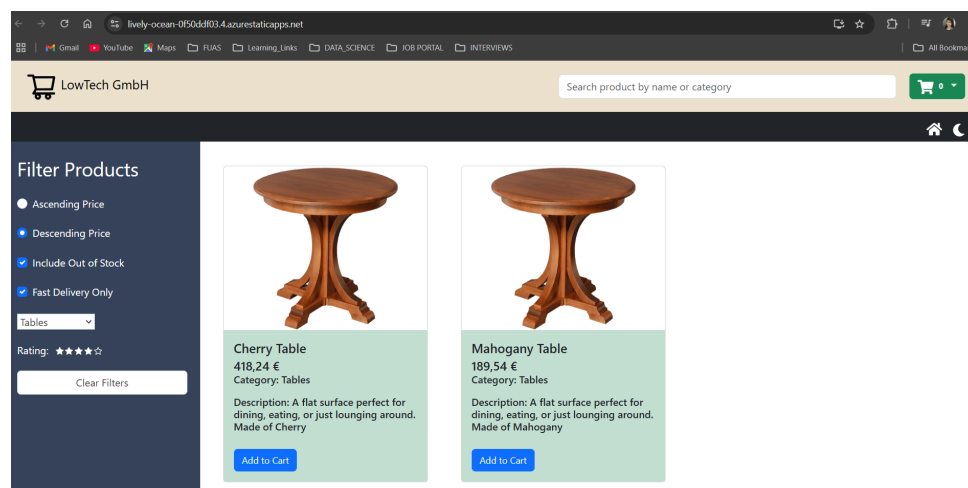 lively-ocean-0f50ddf03.4.azurestaticapps.net
Gmail YouTube Maps FUAS Learning_Links DATA_SCIENCE JOB PORTAL INTERVIEWS All Bookma
LowTech GmbH
Search product by name or category
0
Filter Products
Ascending Price
Descending Price
Include Out of Stock
Fast Delivery Only
Tables
Rating: ★★★★☆
Clear Filters
Cherry Table
418,24 €
Category: Tables
Description: A flat surface perfect for
dining, eating, or just lounging around.
Made of Cherry
Add to Cart
Mahogany Table
189,54 €
Category: Tables
Description: A flat surface perfect for
dining, eating, or just lounging around.
Made of Mahogany
Add to Cart